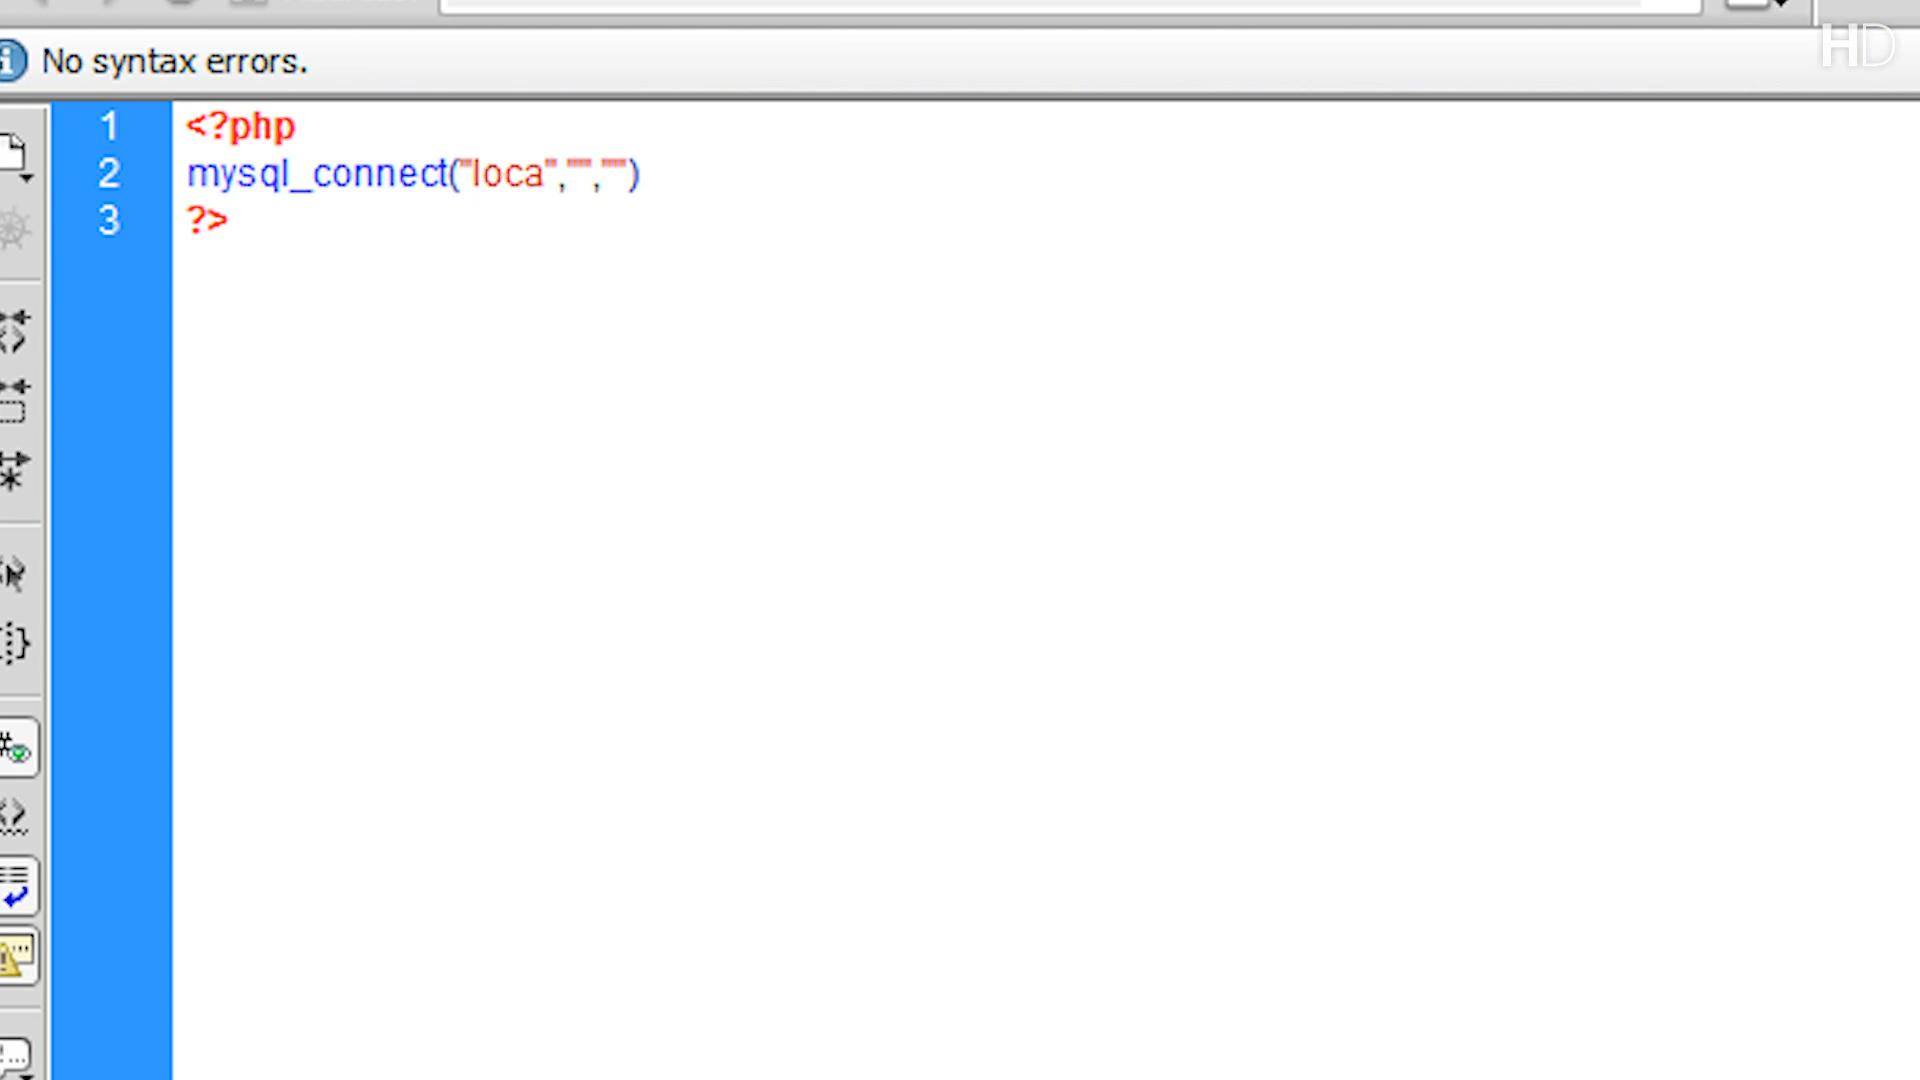 HD
No syntax errors.
1 <?php
2 mysql_connect("loca","","")
3 ?>